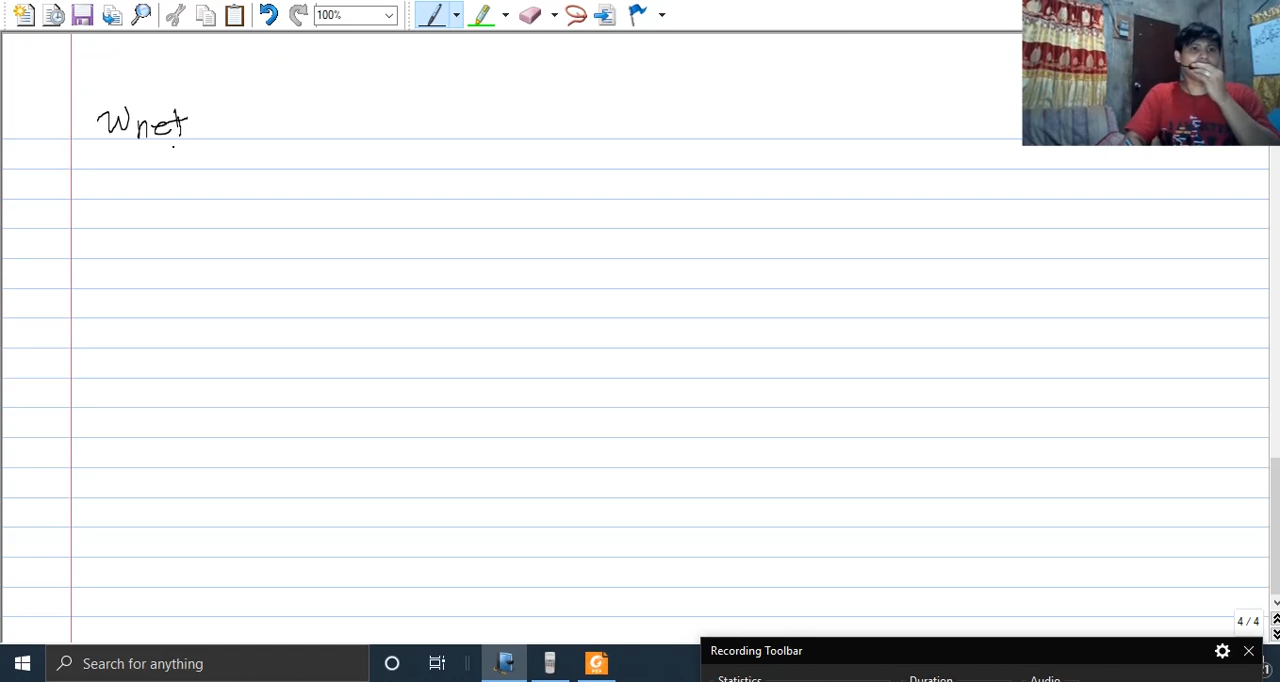 100%
Wnet
4 / 4
Recording Toolbar
Search for anything
Statistics
Duration
Audio